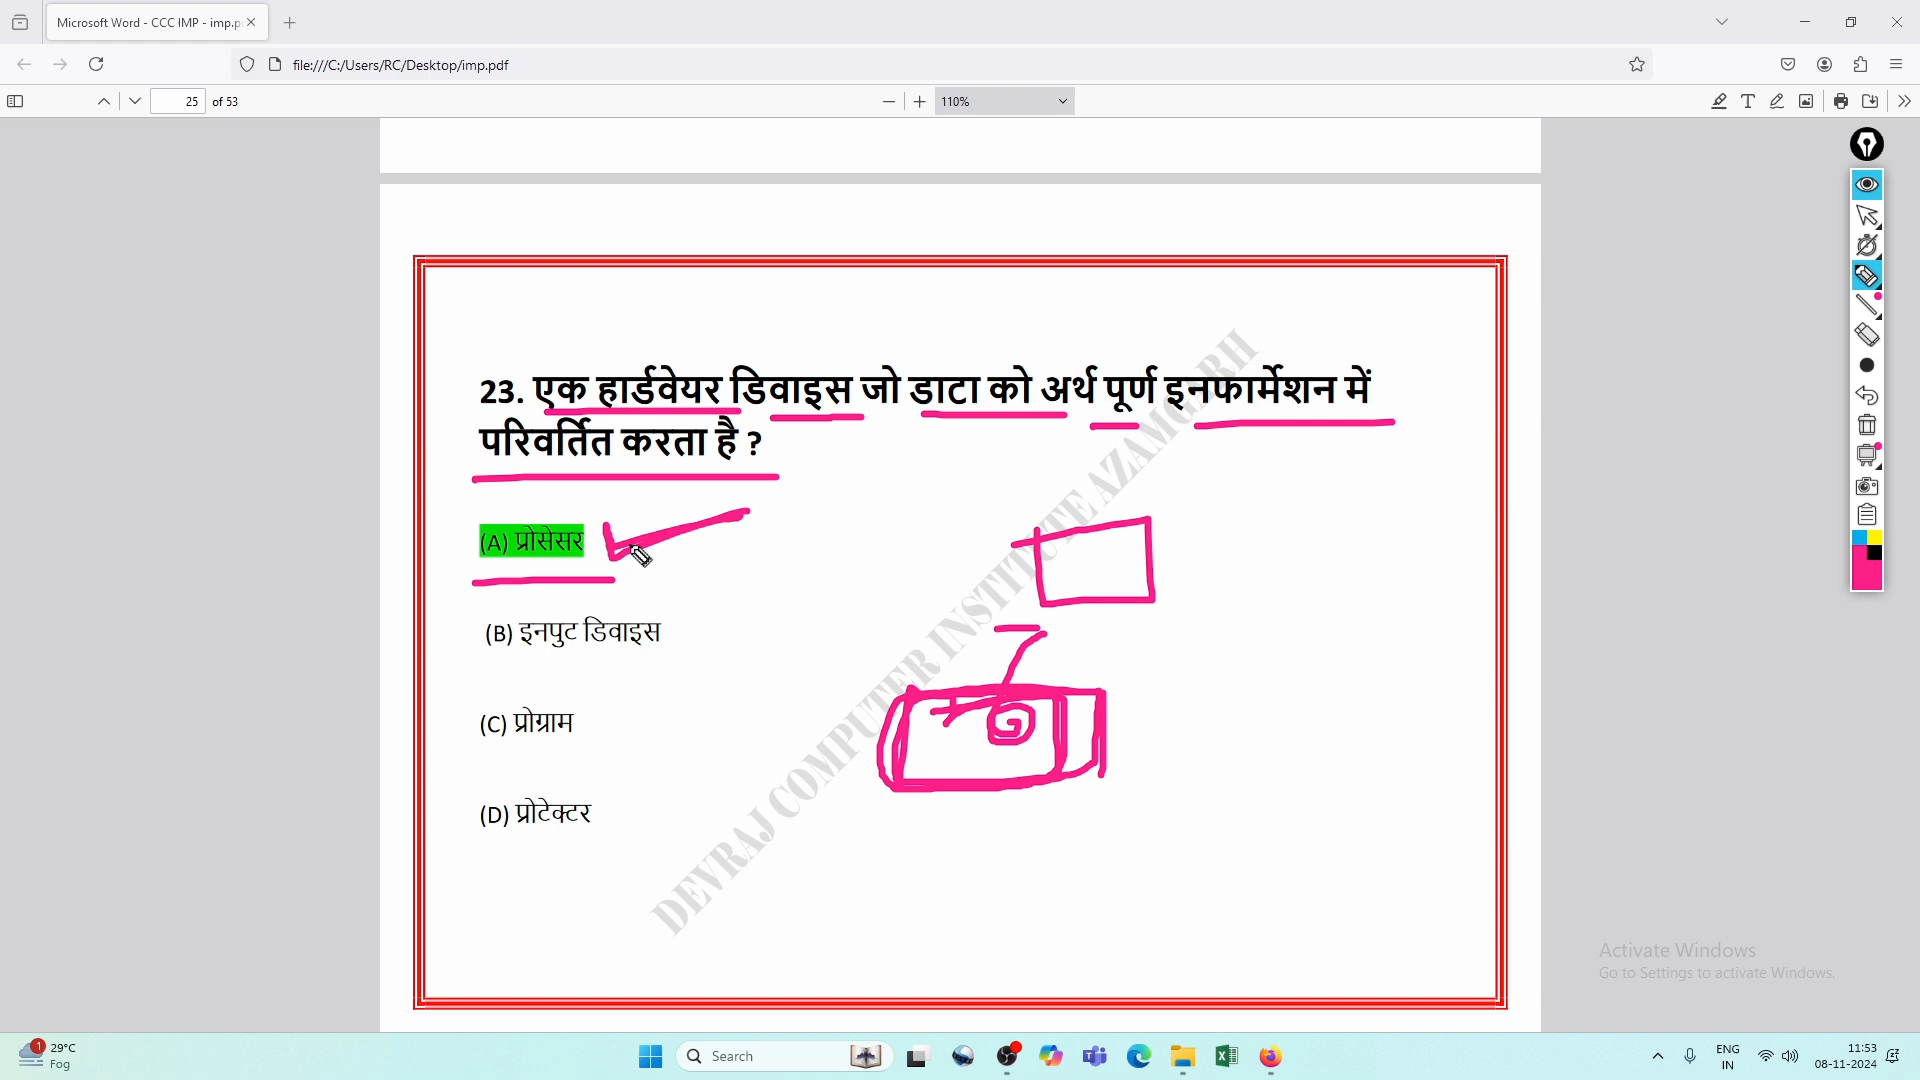 Microsoft Word - CCC IMP - imp.p
file:///C:/Users/RC/Desktop/imp.pdf
25 of 53
110%
23. एक हार्डवेयर डिवाइस जो डाटा को अर्थ पूर्ण इनफार्मेशन में
परिवर्तित करता है ?
(A) प्रोसेसर
(B) इनपुट डिवाइस
(C) प्रोग्राम
(D) प्रोटेक्टर
DEVRAJ COMPUTER INSTITUTE AZAMGARH
Activate Windows
Go to Settings to activate Windows.
1
29°C
Fog
Search
ENG
IN
11:53
08-11-2024